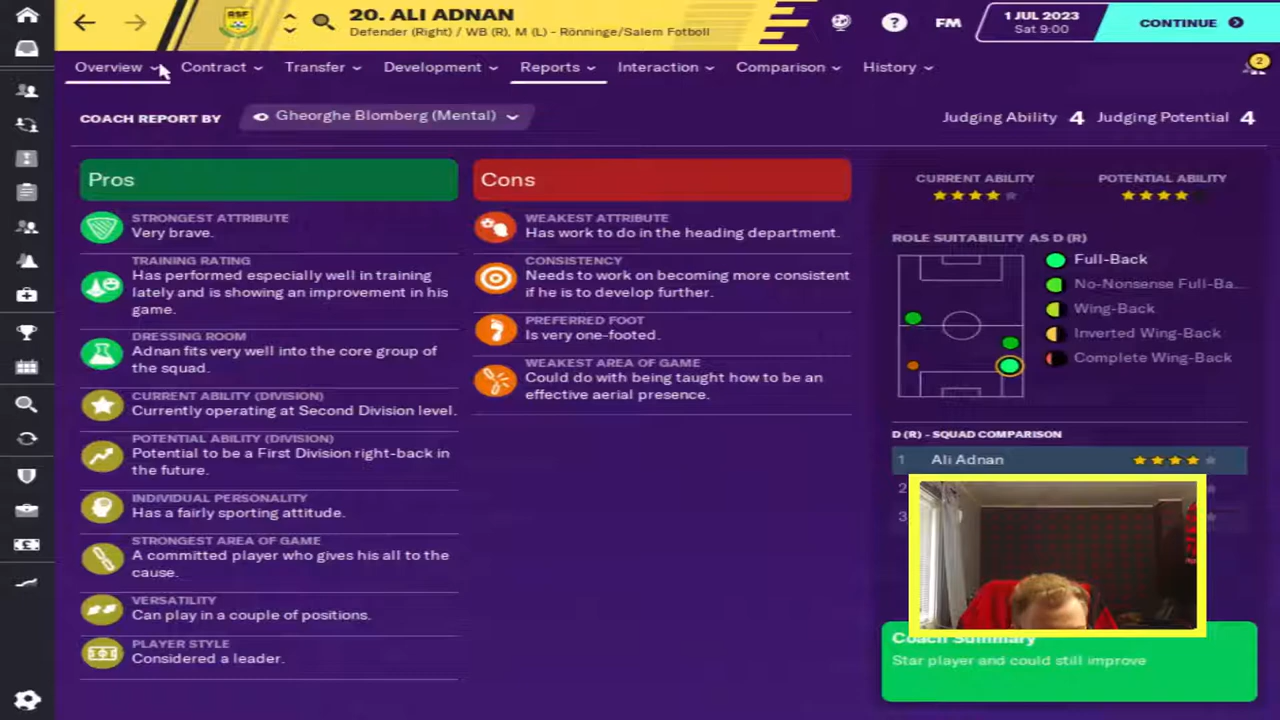 20. ALI ADNAN
Defender (Right) / WB (R), M (L) - Rönninge/Salem Fotboll
RSF
FM
1 JUL 2023
Sat 9:00
CONTINUE
Overview
Contract
Transfer
Development
Reports
Interaction
Comparison
History
2
COACH REPORT BY
Gheorghe Blomberg (Mental)
Judging Ability 4 Judging Potential 4
Pros
STRONGEST ATTRIBUTE
Very brave.
TRAINING RATING
Has performed especially well in training
lately and is showing an improvement in his
game.
DRESSING ROOM
Adnan fits very well into the core group of
the squad.
CURRENT ABILITY (DIVISION)
Currently operating at Second Division level.
POTENTIAL ABILITY (DIVISION)
Potential to be a First Division right-back in
the future.
INDIVIDUAL PERSONALITY
Has a fairly sporting attitude.
STRONGEST AREA OF GAME
A committed player who gives his all to the
cause.
VERSATILITY
Can play in a couple of positions.
PLAYER STYLE
Considered a leader.
Cons
WEAKEST ATTRIBUTE
Has work to do in the heading department.
CONSISTENCY
Needs to work on becoming more consistent
if he is to develop further.
PREFERRED FOOT
Is very one-footed.
WEAKEST AREA OF GAME
Could do with being taught how to be an
effective aerial presence.
CURRENT ABILITY
POTENTIAL ABILITY
ROLE SUITABILITY AS D (R)
Full-Back
No-Nonsense Full-Ba...
Wing-Back
Inverted Wing-Back
Complete Wing-Back
D (R) - SQUAD COMPARISON
1 Ali Adnan
2
3
Coach Summary
Star player and could still improve